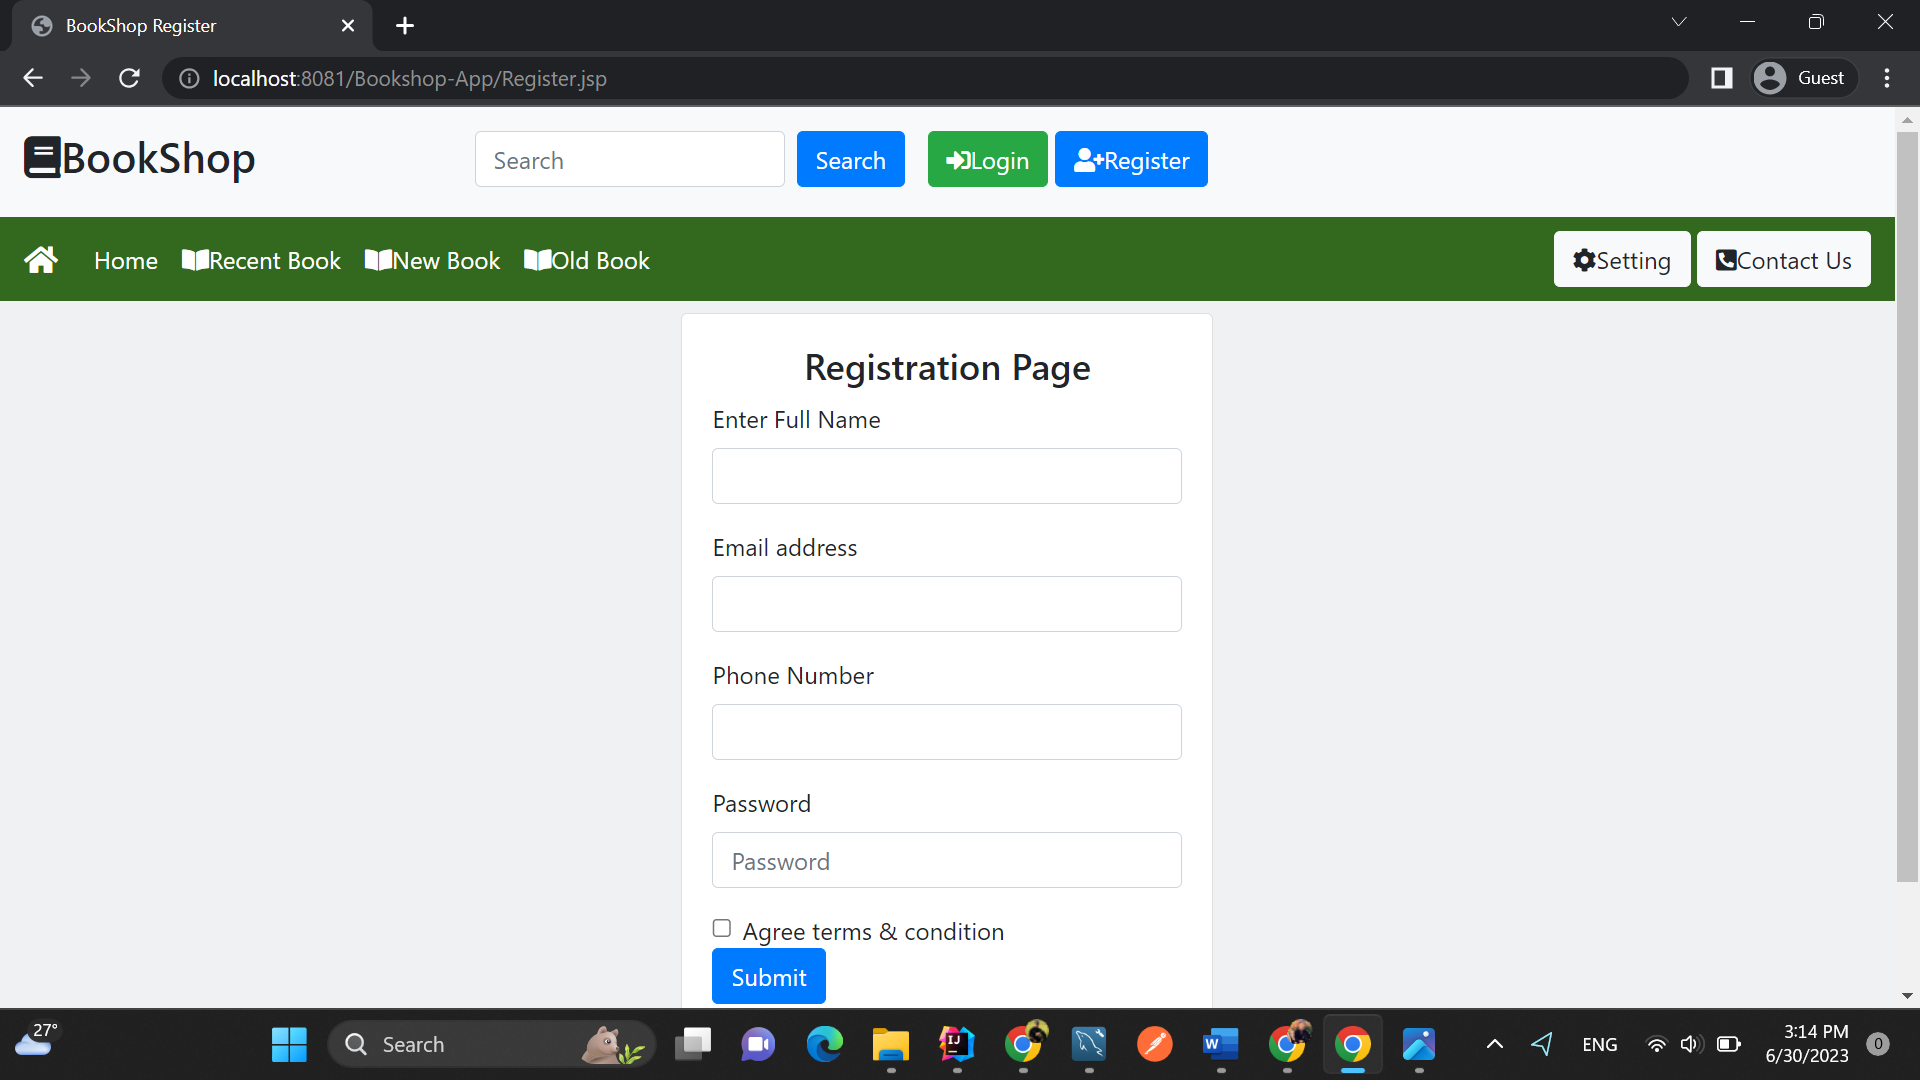 BookShop Register
localhost:8081/Bookshop-App/Register.jsp
Guest
BookShop
Search
Search
Login
Register
Home
Recent Book
New Book
Old Book
Setting
Contact Us
Registration Page
Enter Full Name
Email address
Phone Number
Password
Password
Agree terms & condition
Submit
27°
Search
IJ
W
ENG
3:14 PM
6/30/2023
0